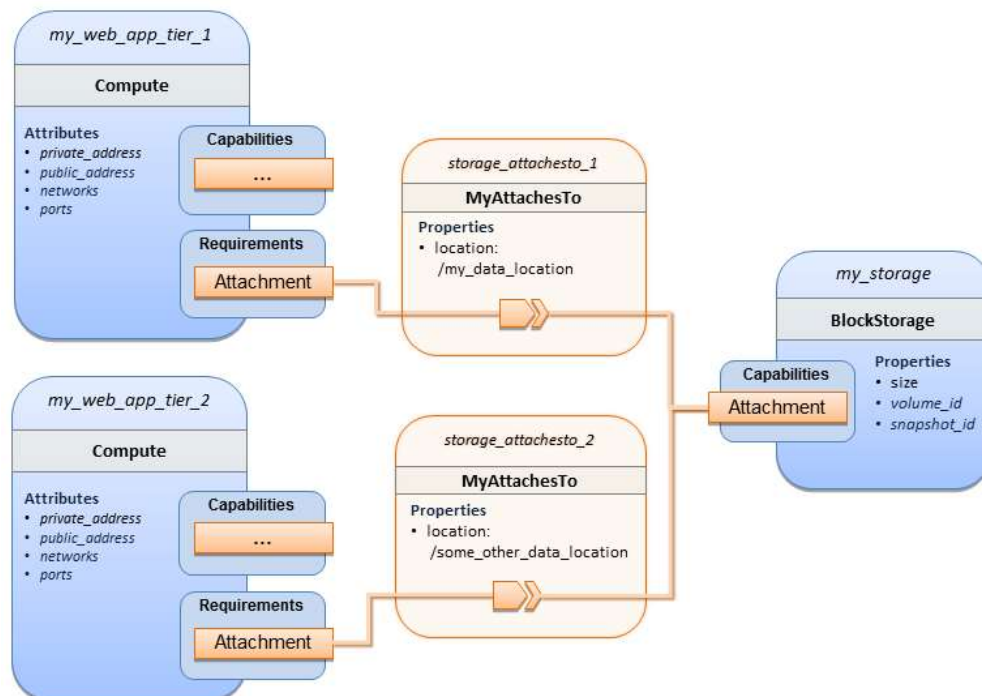 my_web_app_tier_1
Compute
Attributes
• private_address
• public_address
• networks
• ports
Capabilities
...
Requirements
Attachment
storage_attachesto_1
MyAttachesTo
Properties
• location:
/my_data_location
my_web_app_tier_2
Compute
Attributes
• private_address
• public_address
• networks
• ports
Capabilities
...
Requirements
Attachment
storage_attachesto_2
MyAttachesTo
Properties
• location:
/some_other_data_location
my_storage
BlockStorage
Capabilities
Attachment
Properties
• size
• volume_id
• snapshot_id